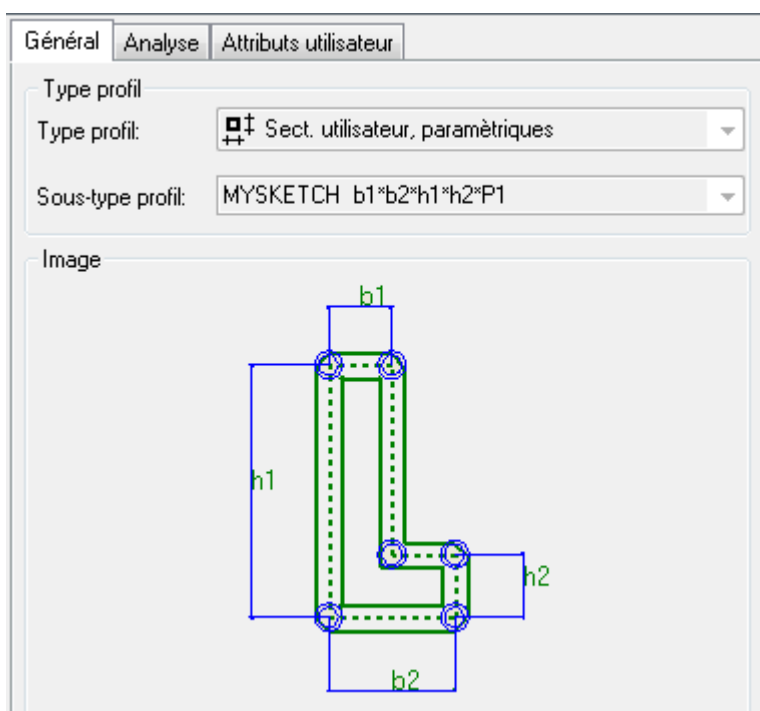 Général Analyse Attributs utilisateur
Type profil
Type profil: Sect. utilisateur, paramètriques
Sous-type profil: MYSKETCH b1*b2*h1*h2*P1
Image
b1
h1
h2
b2